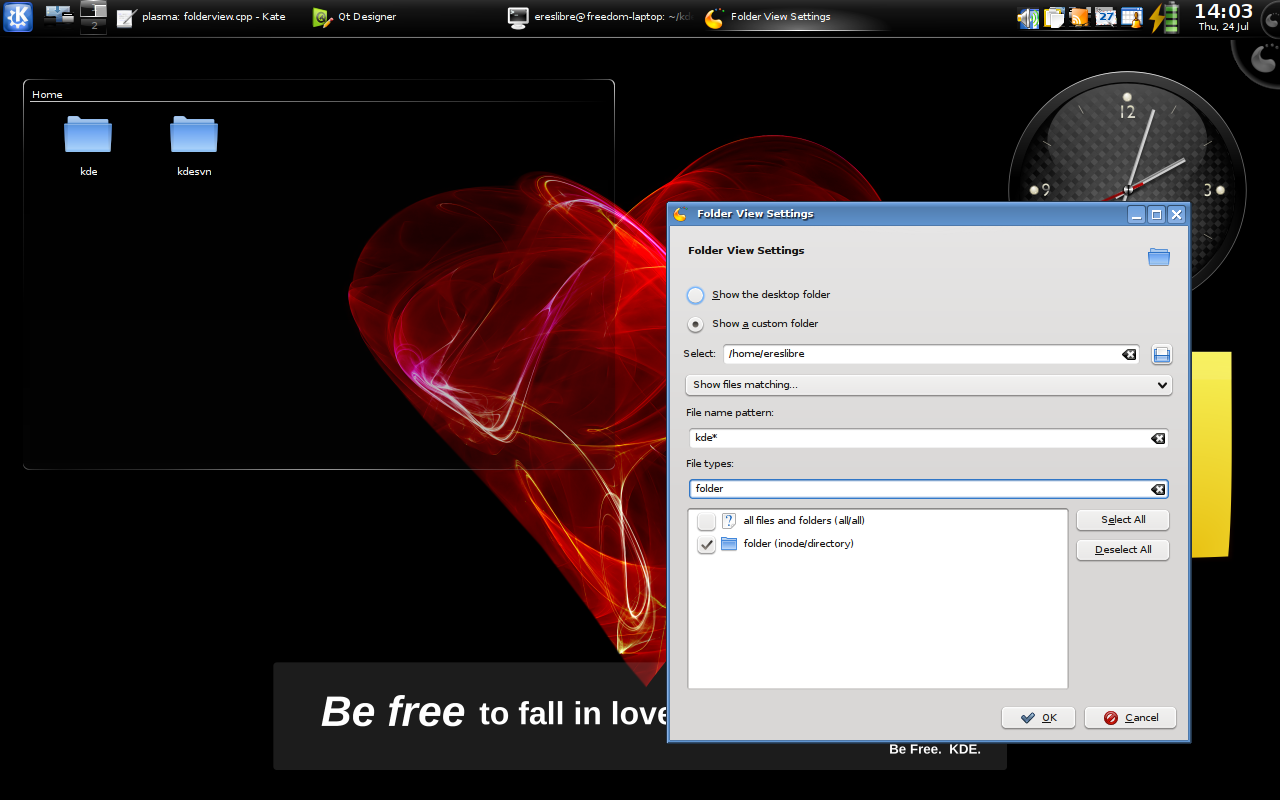 plasma: folderview.cpp - Kate
Qt Designer
ereslibre@freedom-laptop: ~/kd
Folder View Settings
27
14:03
Thu, 24 Jul
1
2
Home
kde
kdesvn
12
9
3
Folder View Settings
Folder View Settings
Show the desktop folder
Show a custom folder
Select:
/home/ereslibre
Show files matching...
File name pattern:
kde*
File types:
folder
all files and folders (all/all)
folder (inode/directory)
Select All
Deselect All
OK
Cancel
Be free to fall in love
Be Free. KDE.